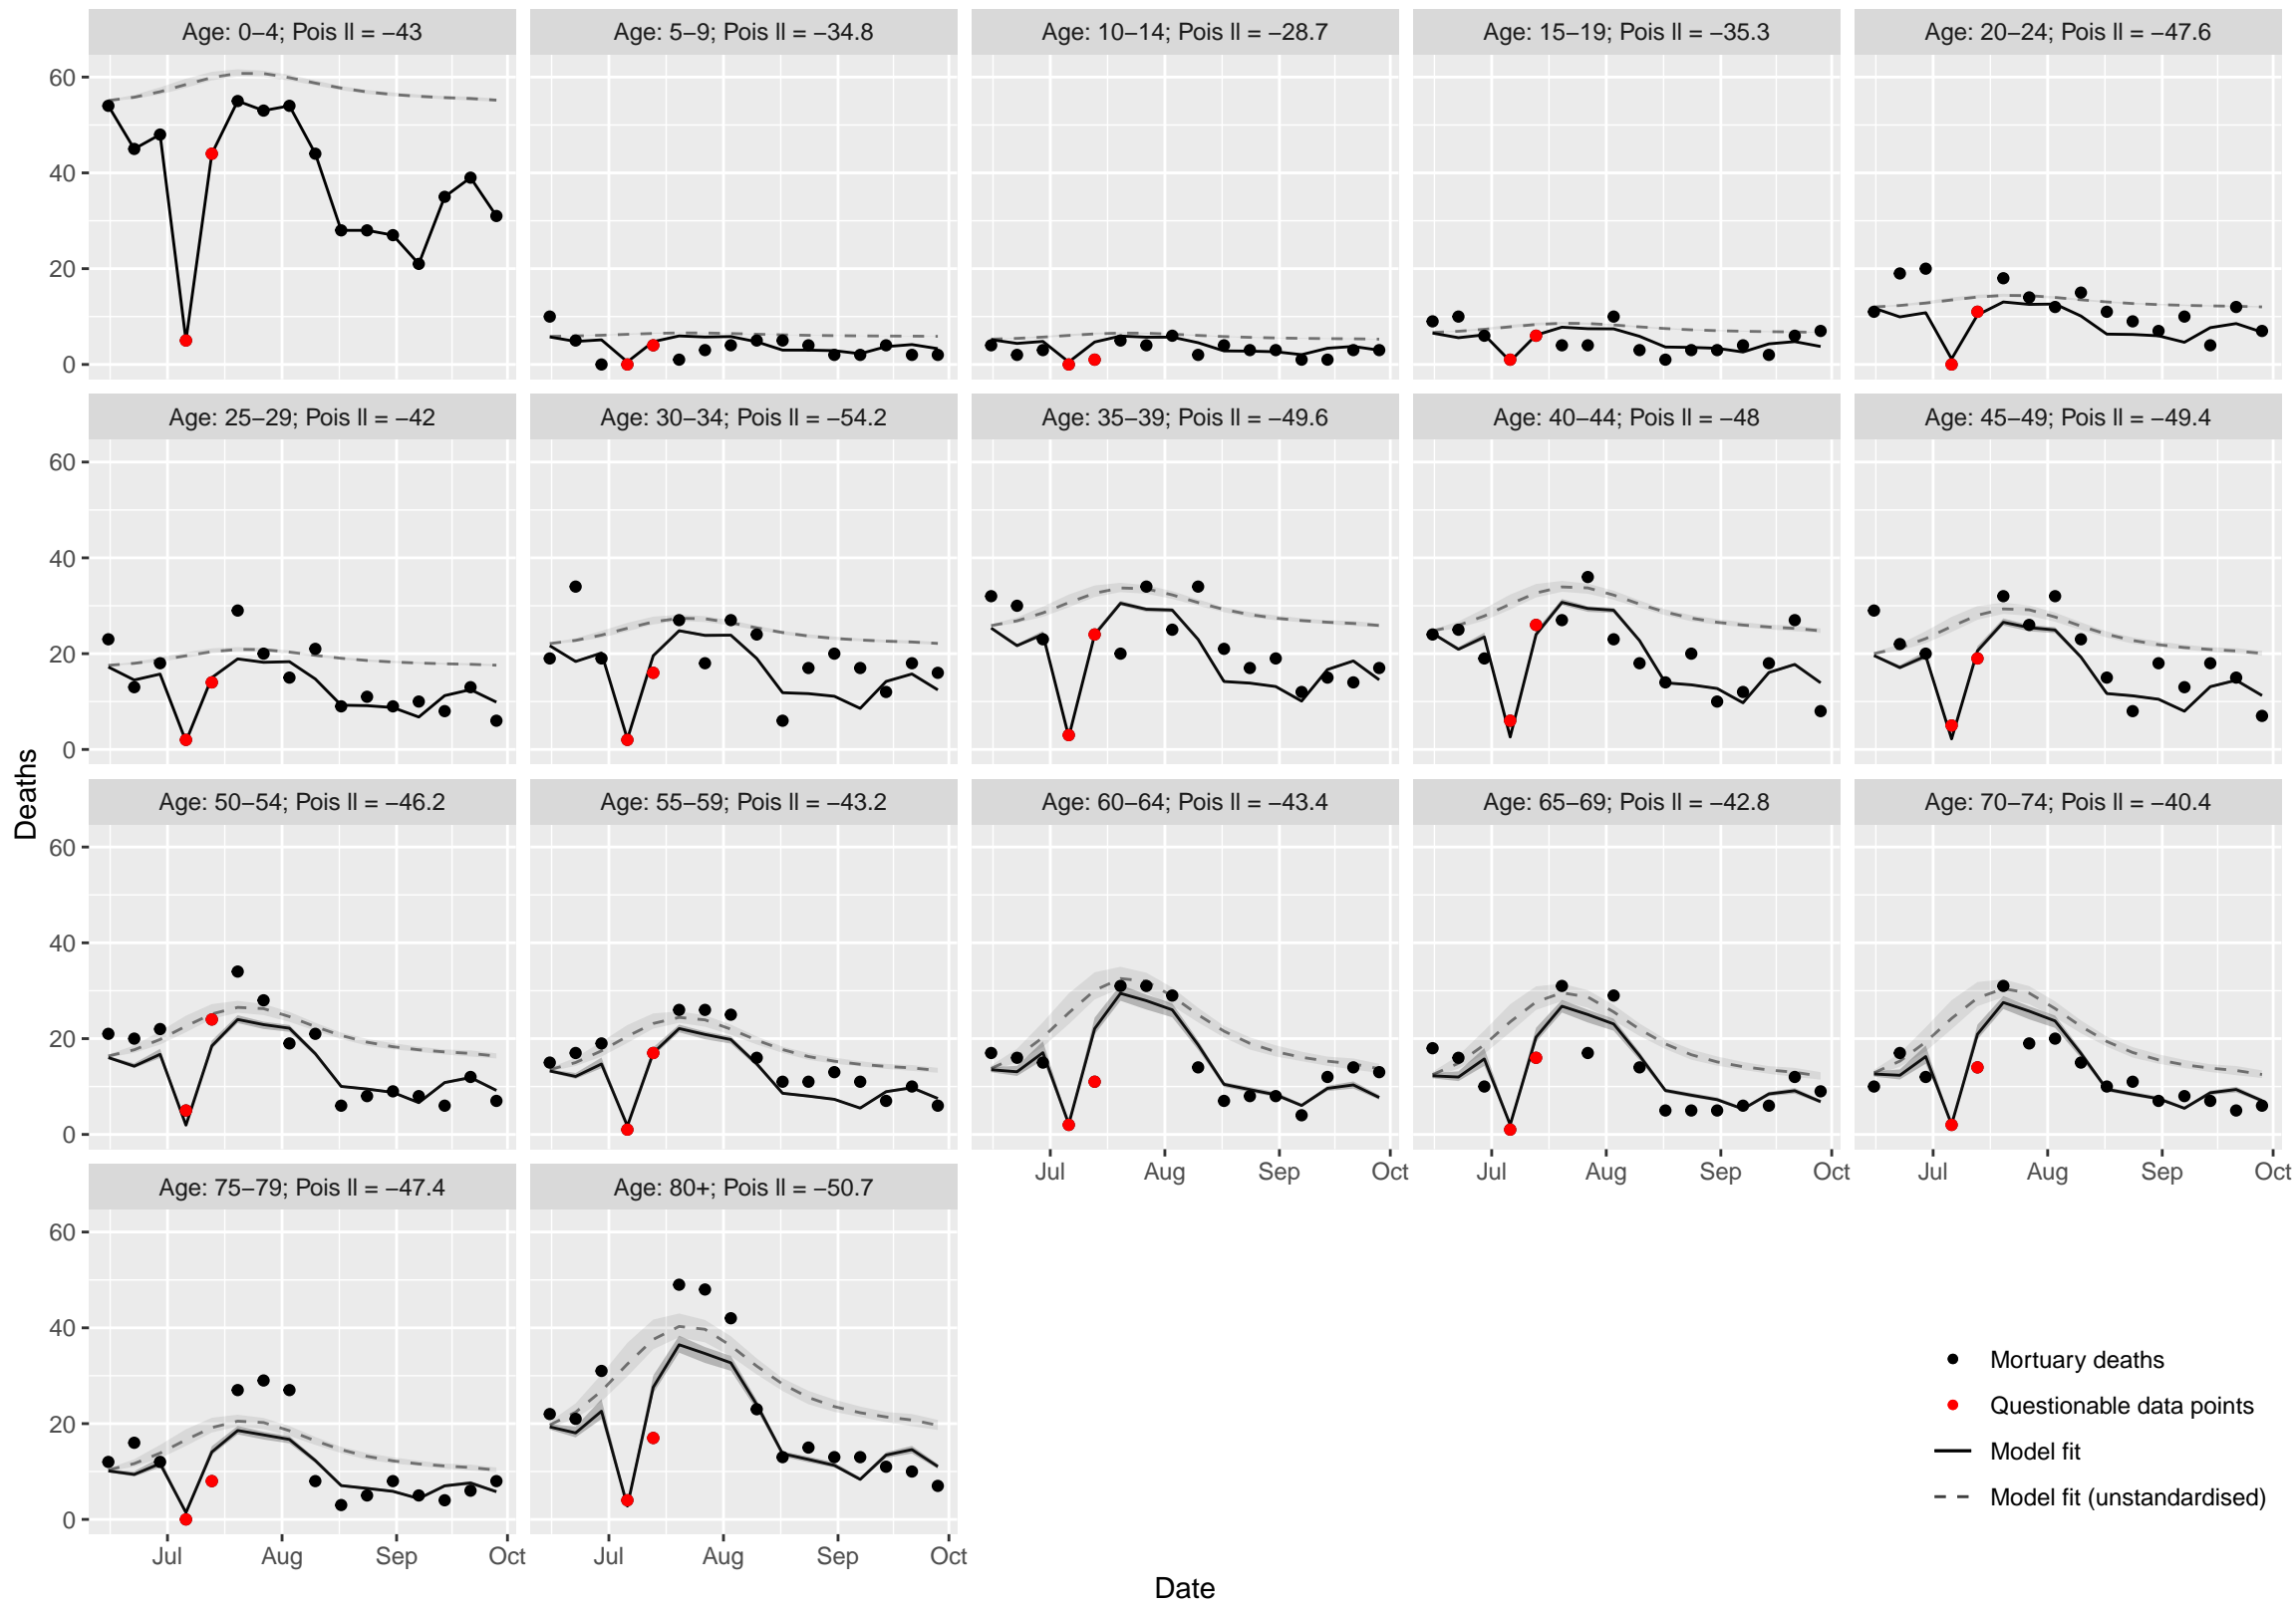 Age: 0−4; Pois ll = −43
Age: 5−9; Pois ll = −34.8
Age: 10−14; Pois ll = −28.7
Age: 15−19; Pois ll = −35.3
Age: 20−24; Pois ll = −47.6
60
40
20
0
Age: 25−29; Pois ll = −42
Age: 30−34; Pois ll = −54.2
Age: 35−39; Pois ll = −49.6
Age: 40−44; Pois ll = −48
Age: 45−49; Pois ll = −49.4
60
40
20
0
Deaths
Age: 50−54; Pois ll = −46.2
Age: 55−59; Pois ll = −43.2
Age: 60−64; Pois ll = −43.4
Age: 65−69; Pois ll = −42.8
Age: 70−74; Pois ll = −40.4
60
40
20
0
Jul Aug Sep Oct
Jul Aug Sep Oct
Jul Aug Sep Oct
Age: 75−79; Pois ll = −47.4
Age: 80+; Pois ll = −50.7
60
40
20
0
Jul Aug Sep Oct
Jul Aug Sep Oct
Mortuary deaths
Questionable data points
Model fit
Model fit (unstandardised)
Date